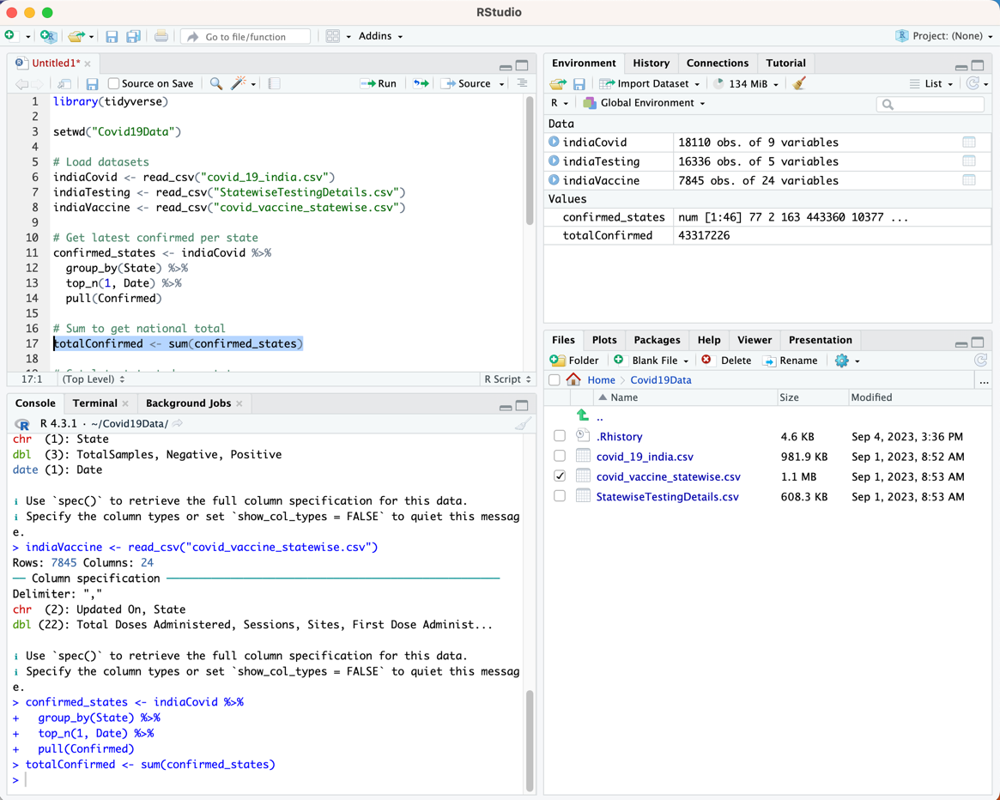 RStudio
Go to file/function
Addins
Project: (None)
Untitled1*
Source on Save
Run
Source
1 library(tidyverse)
2
3 setwd("Covid19Data")
4
5 # Load datasets
6 indiaCovid <- read_csv("covid_19_india.csv")
7 indiaTesting <- read_csv("StatewiseTestingDetails.csv")
8 indiaVaccine <- read_csv("covid_vaccine_statewise.csv")
9
10 # Get latest confirmed per state
11 confirmed_states <- indiaCovid %>%
12 group_by(State) %>%
13 top_n(1, Date) %>%
14 pull(Confirmed)
15
16 # Sum to get national total
17 totalConfirmed <- sum(confirmed_states)
18
17:1 (Top Level) R Script
Console Terminal Background Jobs
R 4.3.1 · ~/Covid19Data/
chr (1): State
dbl (3): TotalSamples, Negative, Positive
date (1): Date
i Use `spec()` to retrieve the full column specification for this data.
i Specify the column types or set `show_col_types = FALSE` to quiet this messag
e.
> indiaVaccine <- read_csv("covid_vaccine_statewise.csv")
Rows: 7845 Columns: 24
── Column specification ────────────────────────
Delimiter: ","
chr (2): Updated On, State
dbl (22): Total Doses Administered, Sessions, Sites, First Dose Administ...
i Use `spec()` to retrieve the full column specification for this data.
i Specify the column types or set `show_col_types = FALSE` to quiet this messag
e.
> confirmed_states <- indiaCovid %>%
+ group_by(State) %>%
+ top_n(1, Date) %>%
+ pull(Confirmed)
> totalConfirmed <- sum(confirmed_states)
>
Environment History Connections Tutorial
Import Dataset 134 MiB List
R Global Environment
Data
indiaCovid 18110 obs. of 9 variables
indiaTesting 16336 obs. of 5 variables
indiaVaccine 7845 obs. of 24 variables
Values
confirmed_states num [1:46] 77 2 163 443360 10377 ...
totalConfirmed 43317226
Files Plots Packages Help Viewer Presentation
Folder Blank File Delete Rename
Home Covid19Data ...
Name Size Modified
..
.Rhistory 4.6 KB Sep 4, 2023, 3:36 PM
covid_19_india.csv 981.9 KB Sep 1, 2023, 8:52 AM
covid_vaccine_statewise.csv 1.1 MB Sep 1, 2023, 8:53 AM
StatewiseTestingDetails.csv 608.3 KB Sep 1, 2023, 8:53 AM